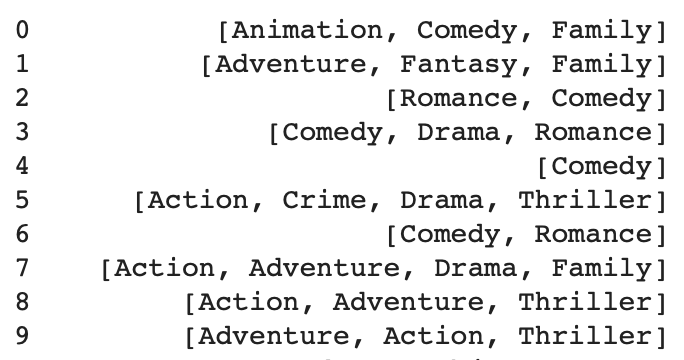 0 [Animation, Comedy, Family]
1 [Adventure, Fantasy, Family]
2 [Romance, Comedy]
3 [Comedy, Drama, Romance]
4 [Comedy]
5 [Action, Crime, Drama, Thriller]
6 [Comedy, Romance]
7 [Action, Adventure, Drama, Family]
8 [Action, Adventure, Thriller]
9 [Adventure, Action, Thriller]